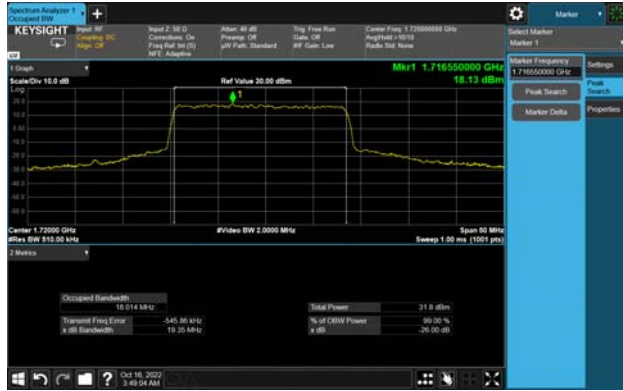 Spectrum Analyzer 1
Occupied BW
+
Marker
KEYSIGHT
Input: RF
Coupling: DC
Align: Off
Input Z: 50 Ω
Corrections: On
Freq Ref: Int (S)
NFE: Adaptive
Atten: 40 dB
Preamp: Off
µW Path: Standard
Trig: Free Run
Gate: Off
#IF Gain: Low
Center Freq: 1.720000000 GHz
Avg|Hold:>10/10
Radio Std: None
Select Marker
Marker 1
1 Graph
Scale/Div 10.0 dB
Ref Value 30.00 dBm
Mkr1 1.716550000 GHz
18.13 dBm
Log
1
Marker Frequency
1.716550000 GHz
Settings
Peak Search
Peak Search
Marker Delta
Properties
Center 1.72000 GHz
#Video BW 2.0000 MHz
Span 50 MHz
#Res BW 510.00 kHz
Sweep 1.00 ms (1001 pts)
2 Metrics
Occupied Bandwidth
18.014 MHz
Total Power
31.8 dBm
Transmit Freq Error
-545.86 kHz
% of OBW Power
99.00 %
x dB Bandwidth
19.35 MHz
x dB
-26.00 dB
?
Oct 16, 2022
3:49:04 AM